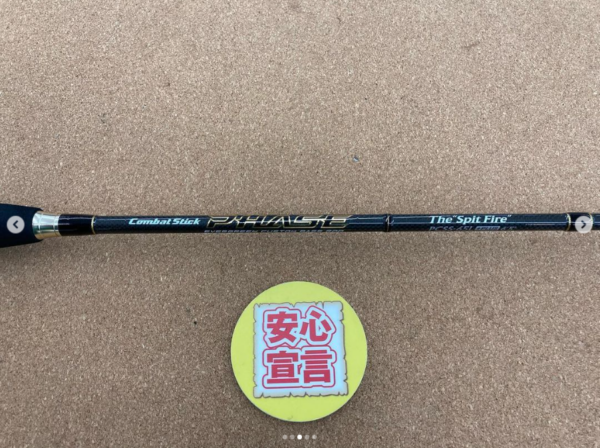 Combat Stick PHASE The "Spit Fire"
安心
宣言